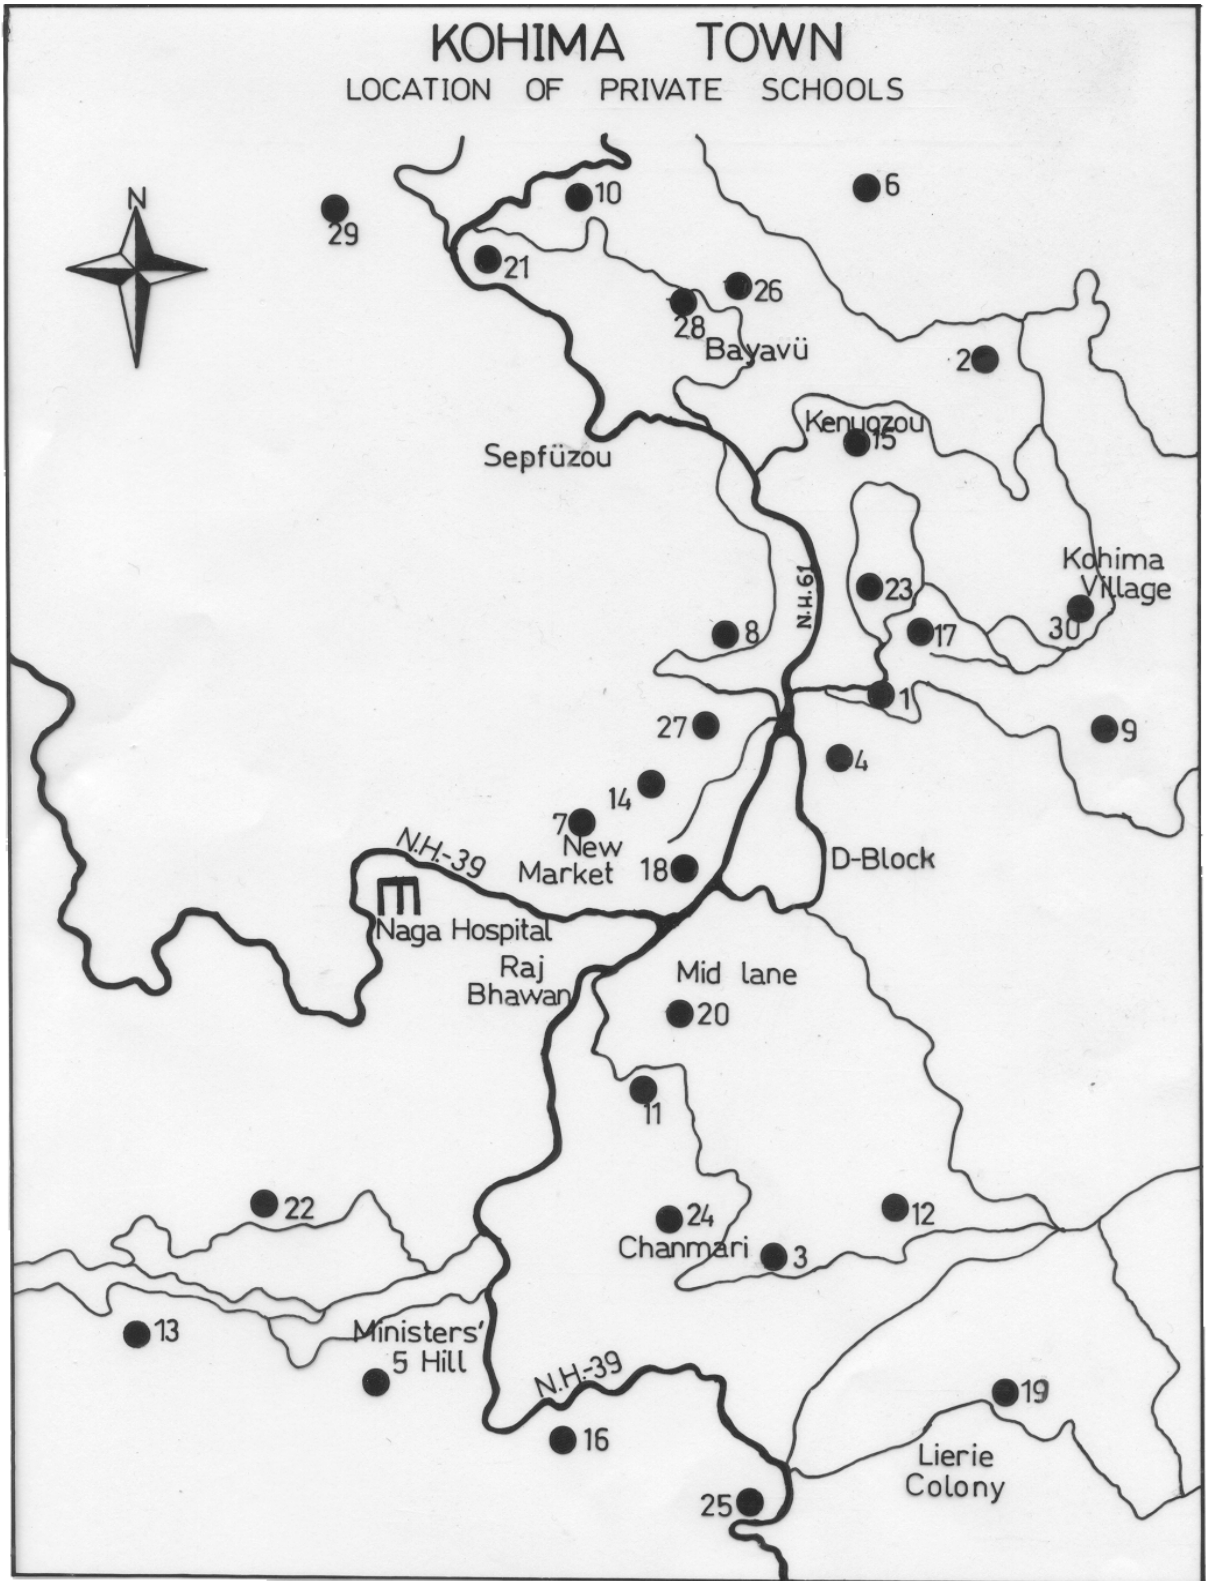 KOHIMA TOWN
LOCATION OF PRIVATE SCHOOLS
N
10
6
29
21
26
28
Bayavü
2
Kenuozou
15
Sepfüzou
Kohima
Village
N.H.61
23
30
8
17
1
27
9
4
14
7
New
Market
N.H.-39
18
D-Block
Naga Hospital
Raj
Bhawan
Mid lane
20
11
22
24
12
Chanmari
3
13
Ministers'
5 Hill
N.H.-39
19
16
Lierie
Colony
25